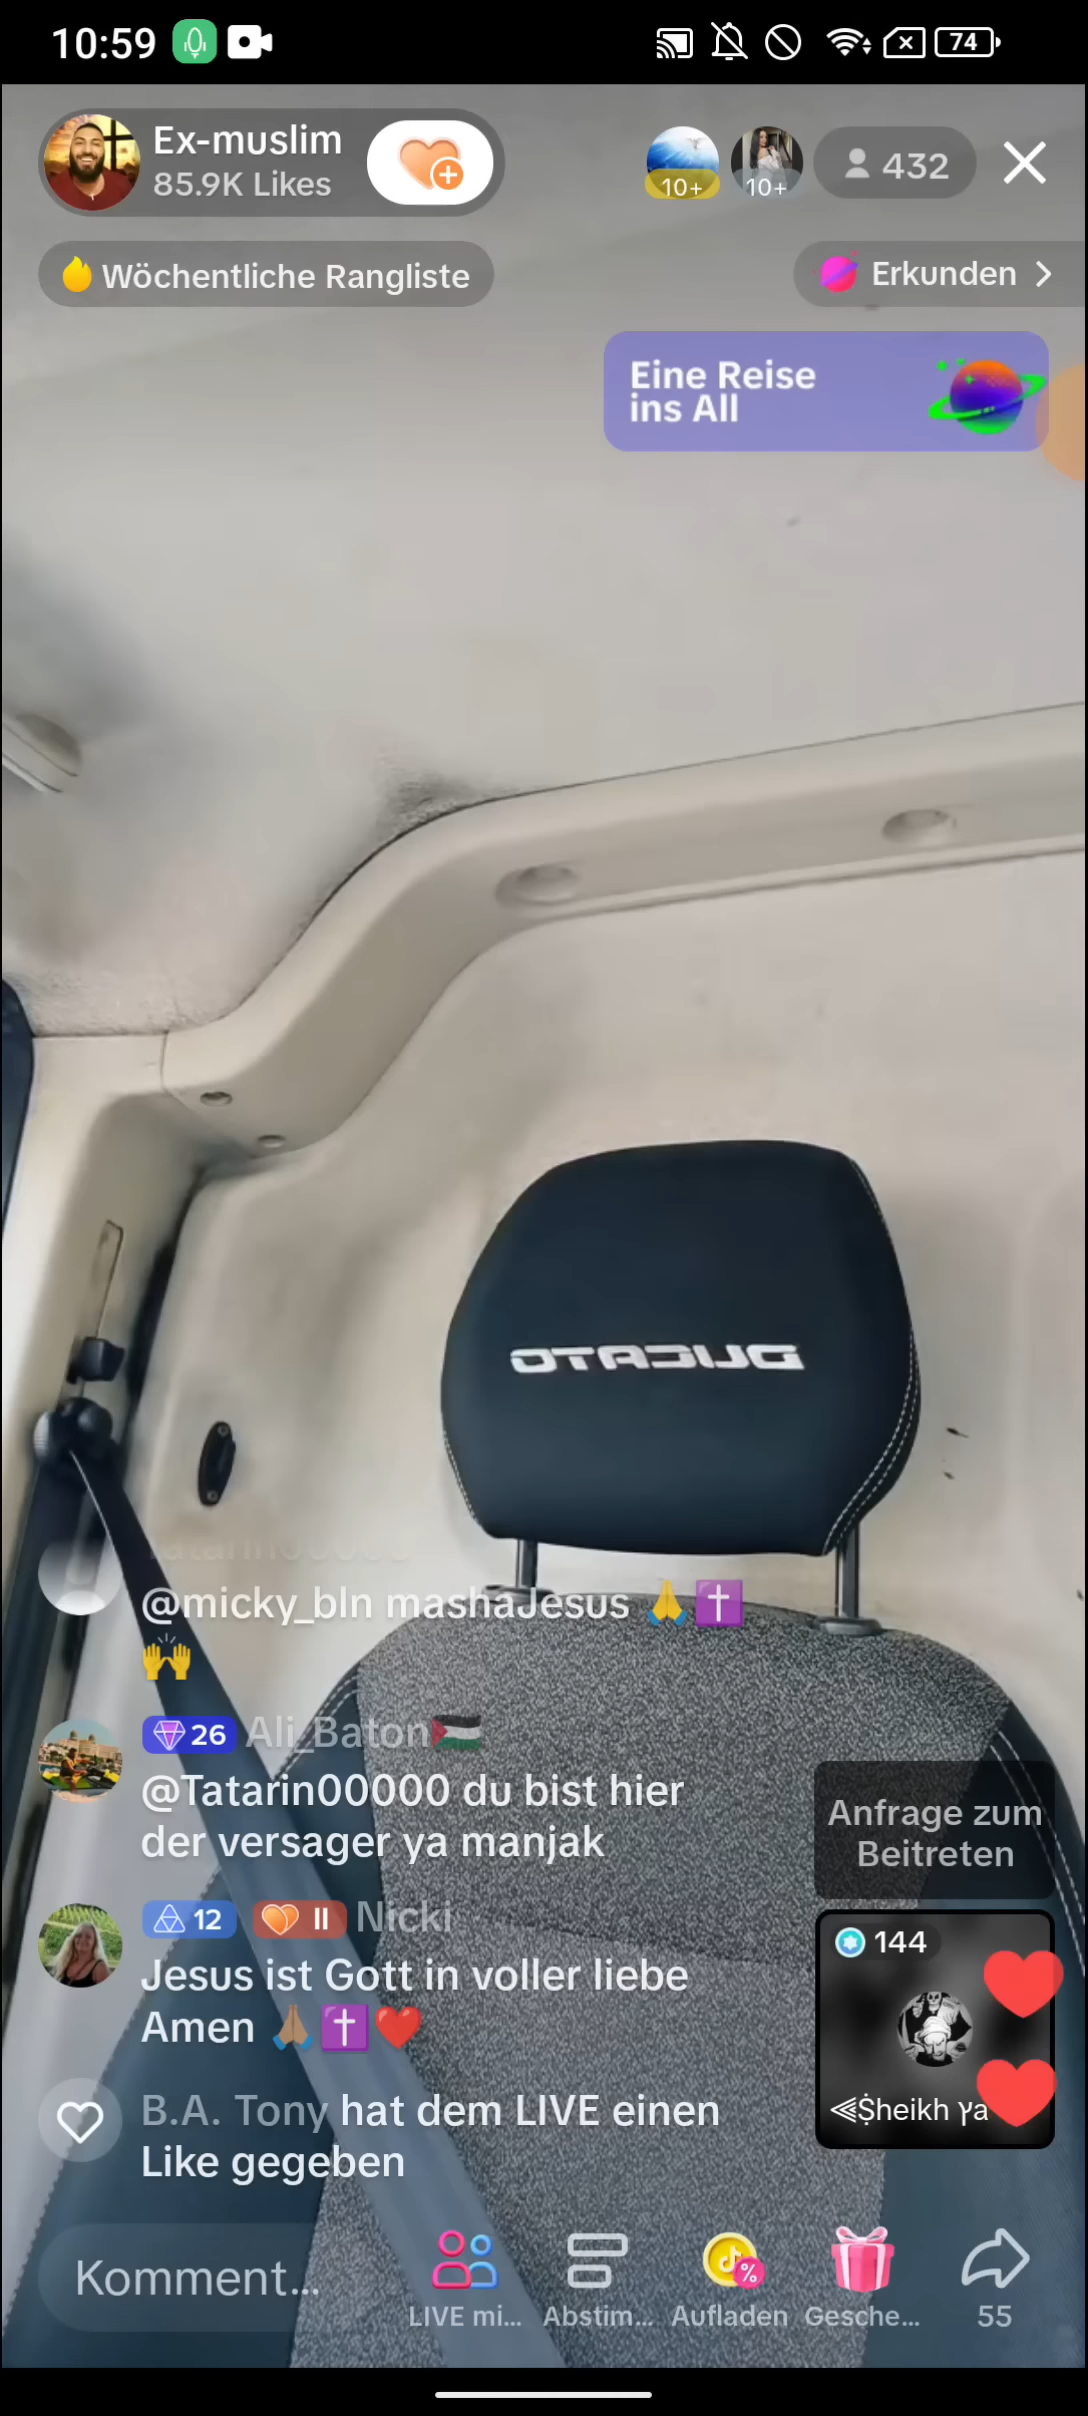 10:59
74
Ex-muslim
85.9K Likes
10+
10+
432
Wöchentliche Rangliste
Erkunden
Eine Reise
ins All
DUCATO
Tatarin00000
@micky_bln mashaJesus 🙏✝️
🙌
26 Ali_Baton🇵🇸
@Tatarin00000 du bist hier
der versager ya manjak
12 II Nicki
Jesus ist Gott in voller liebe
Amen 🙏🏽✝️❤️
B.A. Tony hat dem LIVE einen
Like gegeben
Anfrage zum
Beitreten
144
⋘Ṩheikh ץa
Komment...
LIVE mi...
Abstim...
Aufladen
Gesche...
55